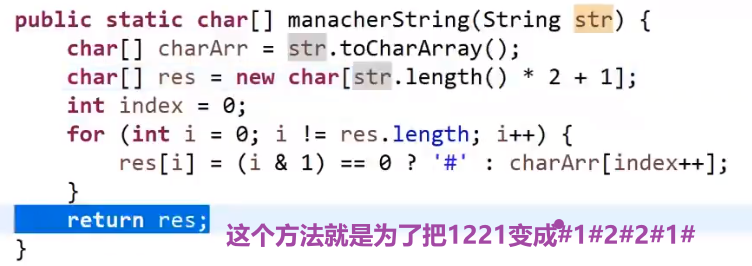 public static char[] manacherString(String str) {
    char[] charArr = str.toCharArray();
    char[] res = new char[str.length() * 2 + 1];
    int index = 0;
    for (int i = 0; i != res.length; i++) {
        res[i] = (i & 1) == 0 ? '#' : charArr[index++];
    }
    return res;
这个方法就是为了把1221变成#1#2#2#1#
}